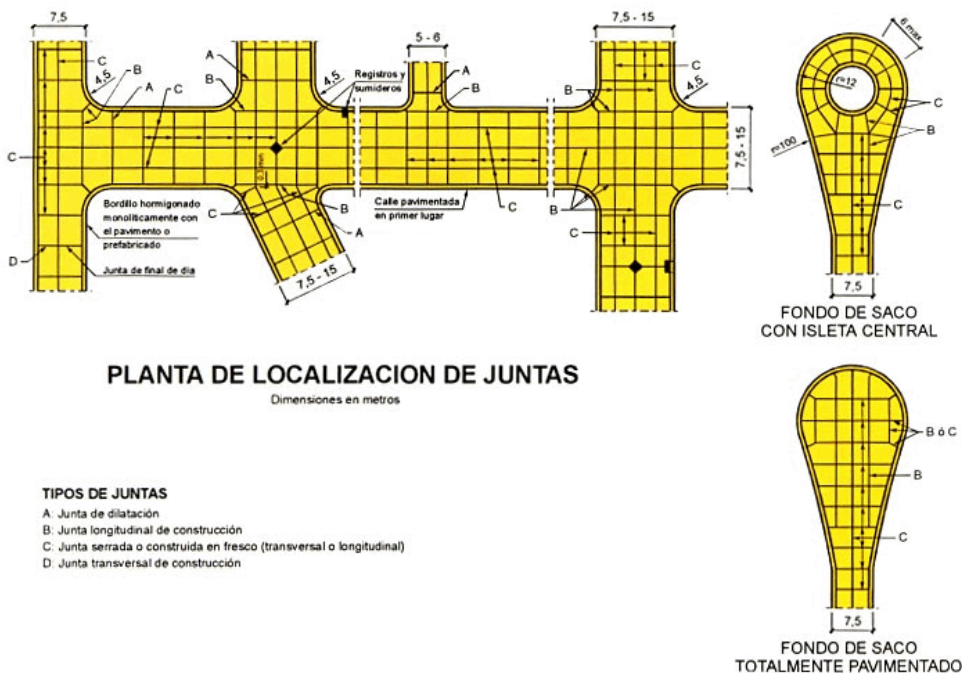 7,5
7,5 - 15
5 - 6
6 max
C
B
A
4,5
C
A
B
4,5
Registros y
sumideros
A
B
B
C
4,5
r=12
C
B
r=100
C
C
0,3 min
7,5 - 15
Bordillo hormigonado
monolíticamente con
el pavimento o
prefabricado
C
B
A
Calle pavimentada
en primer lugar
C
B
C
D
Junta de final de día
7,5 - 15
7,5
FONDO DE SACO
CON ISLETA CENTRAL
PLANTA DE LOCALIZACION DE JUNTAS
Dimensiones en metros
B ó C
B
C
7,5
FONDO DE SACO
TOTALMENTE PAVIMENTADO
TIPOS DE JUNTAS
A: Junta de dilatación
B: Junta longitudinal de construcción
C: Junta serrada o construida en fresco (transversal o longitudinal)
D: Junta transversal de construcción